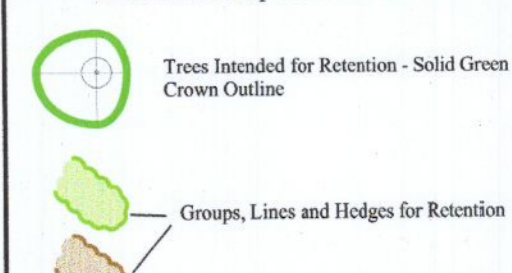 Trees Intended for Retention - Solid Green
Crown Outline
Groups, Lines and Hedges for Retention